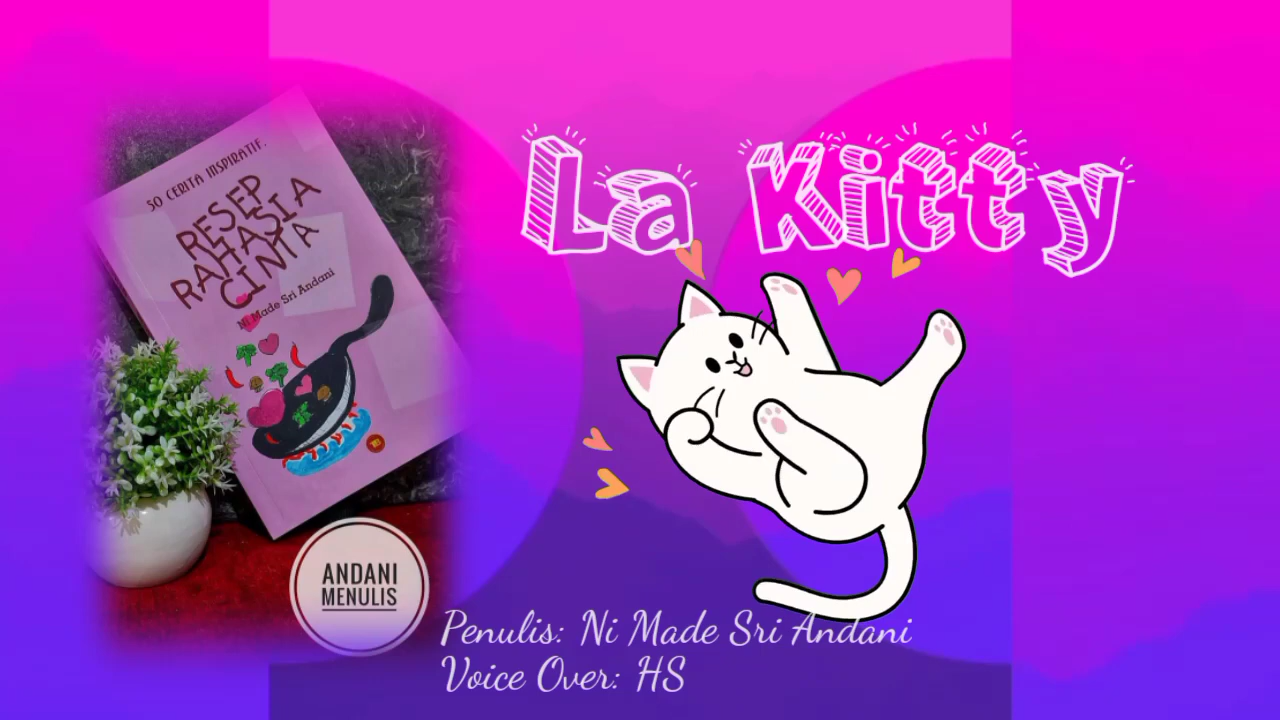 50 CERITA INSPIRATIF.
RESEP
RAHASIA
CINTA
Ni Made Sri Andani
La Kitty
ANDANI
MENULIS
Penulis: Ni Made Sri Andani
Voice Over: HS